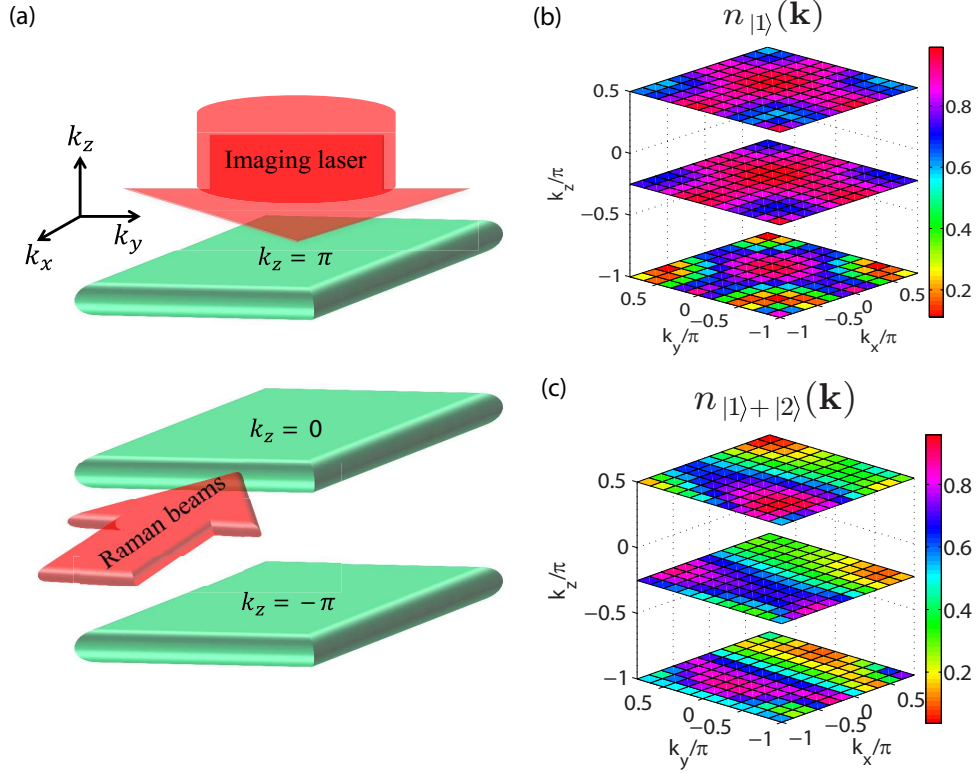 (a)
k_z
k_y
k_x
Imaging laser
k_z = π
k_z = 0
Raman beams
k_z = − π
(b)
n_{|1⟩}(𝐤)
0.5
0
−0.5
−1
k_z/π
0.5
0
−0.5
−1
k_y/π
−1
−0.5
0
0.5
k_x/π
0.8
0.6
0.4
0.2
(c)
n_{|1⟩+|2⟩}(𝐤)
0.5
0
−0.5
−1
k_z/π
0.5
0
−0.5
−1
k_y/π
−1
−0.5
0
0.5
k_x/π
0.8
0.6
0.4
0.2